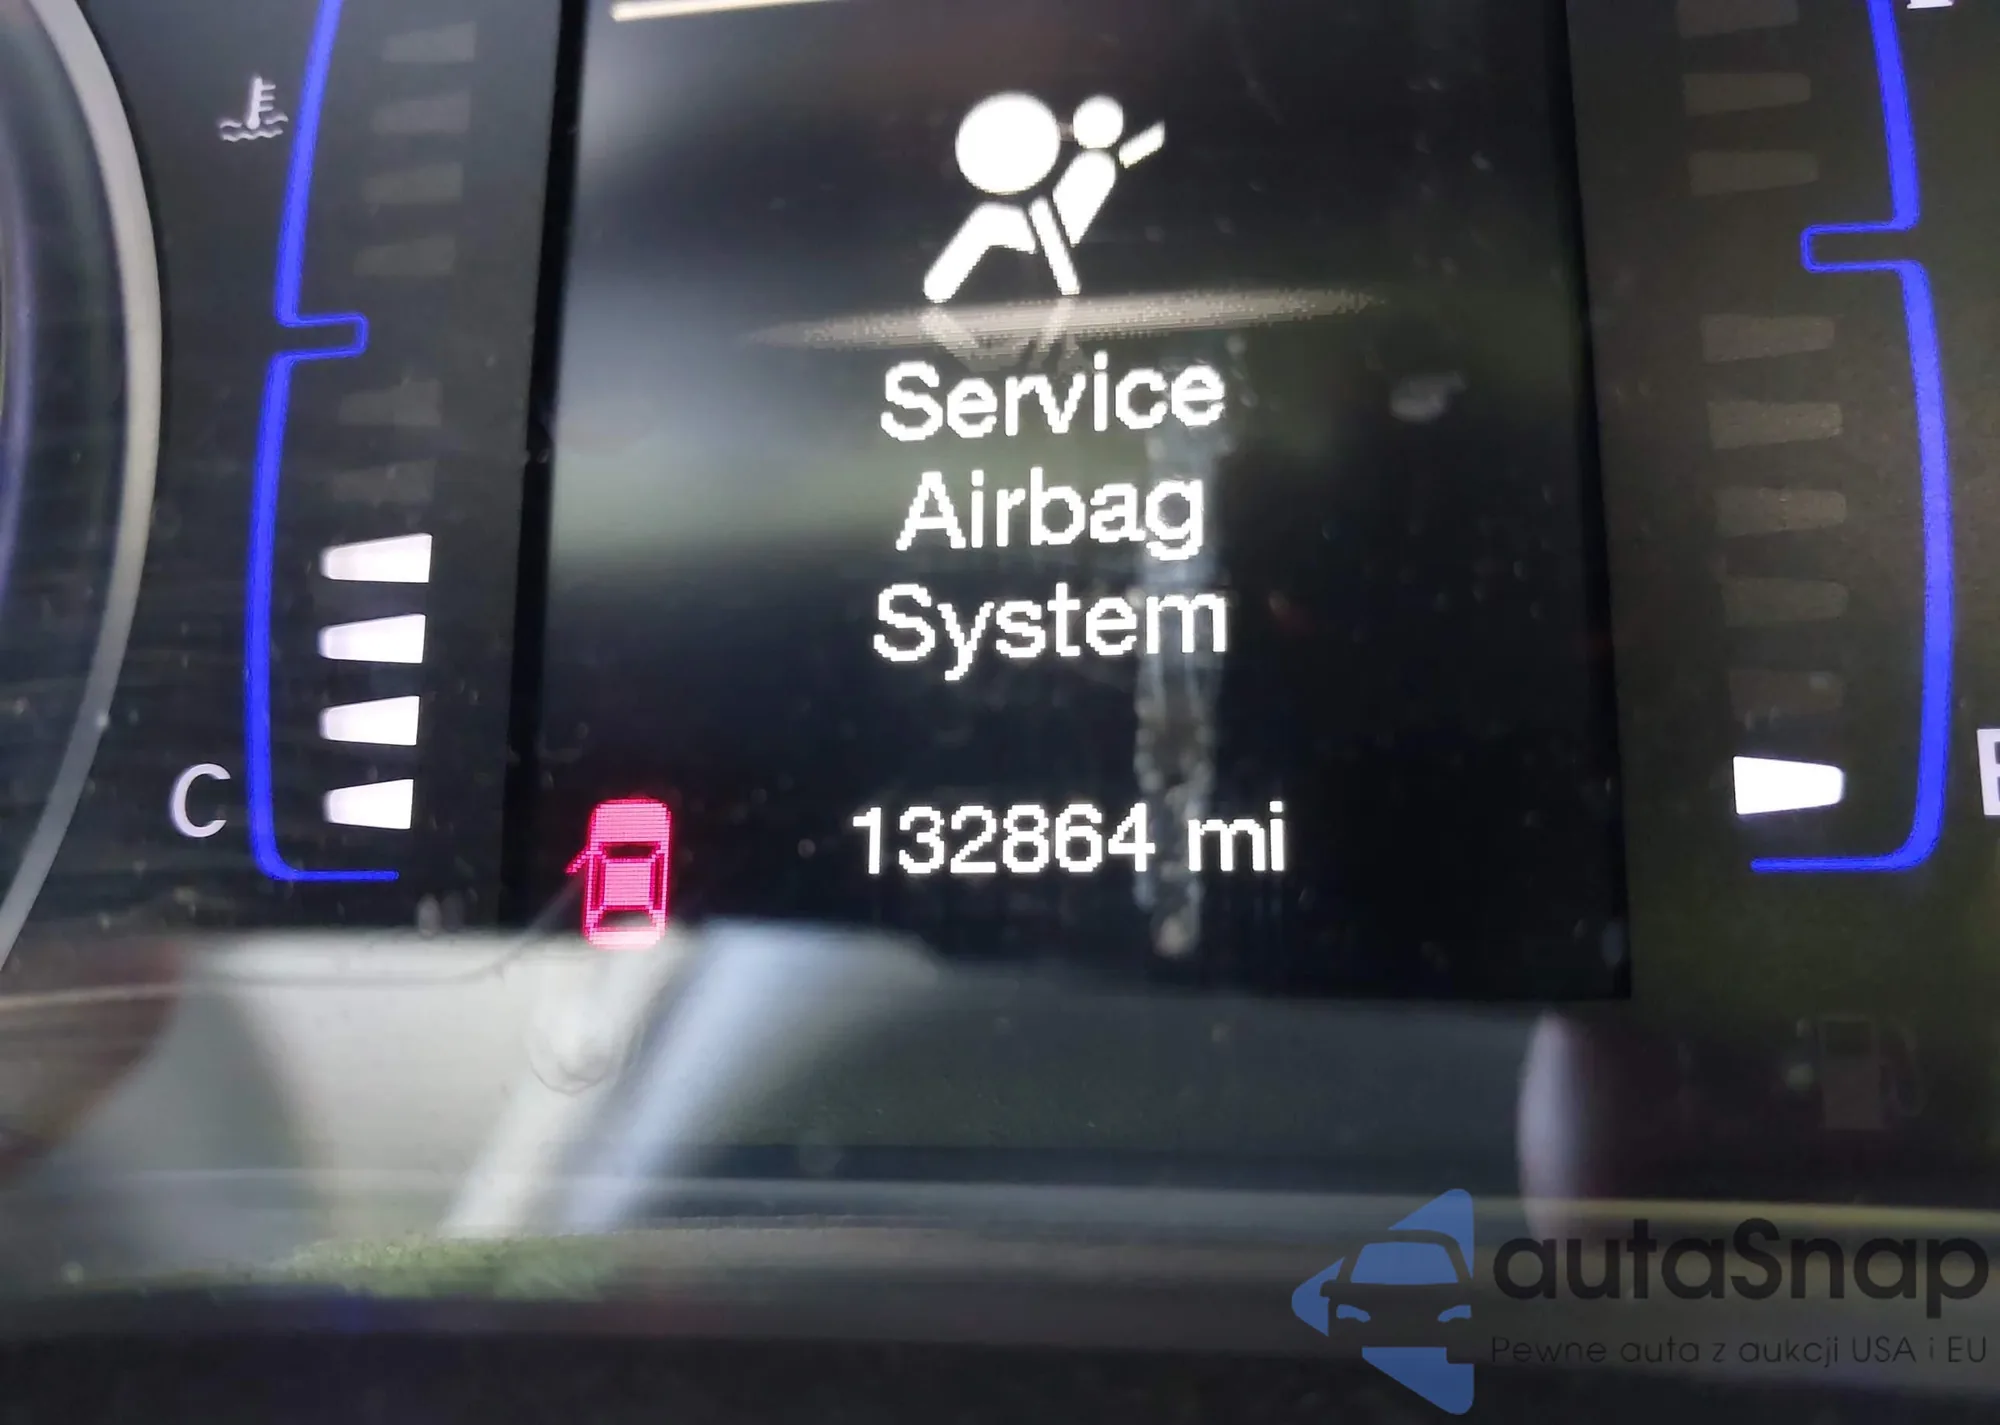 Service
Airbag
System
C
132864 mi
autaSnap
Pewne auta z aukcji USA i EU